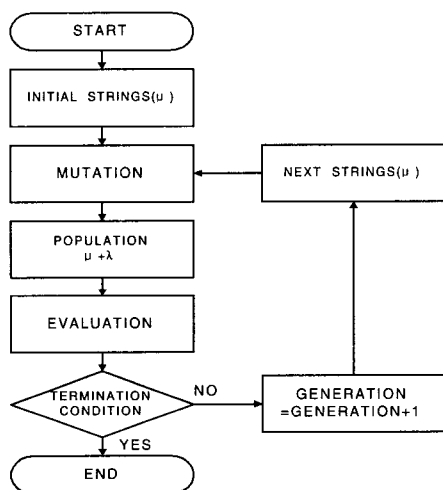 START
INITIAL STRINGS(μ )
MUTATION
NEXT STRINGS(μ )
POPULATION
μ +λ
EVALUATION
TERMINATION
CONDITION
NO
GENERATION
=GENERATION+1
YES
END